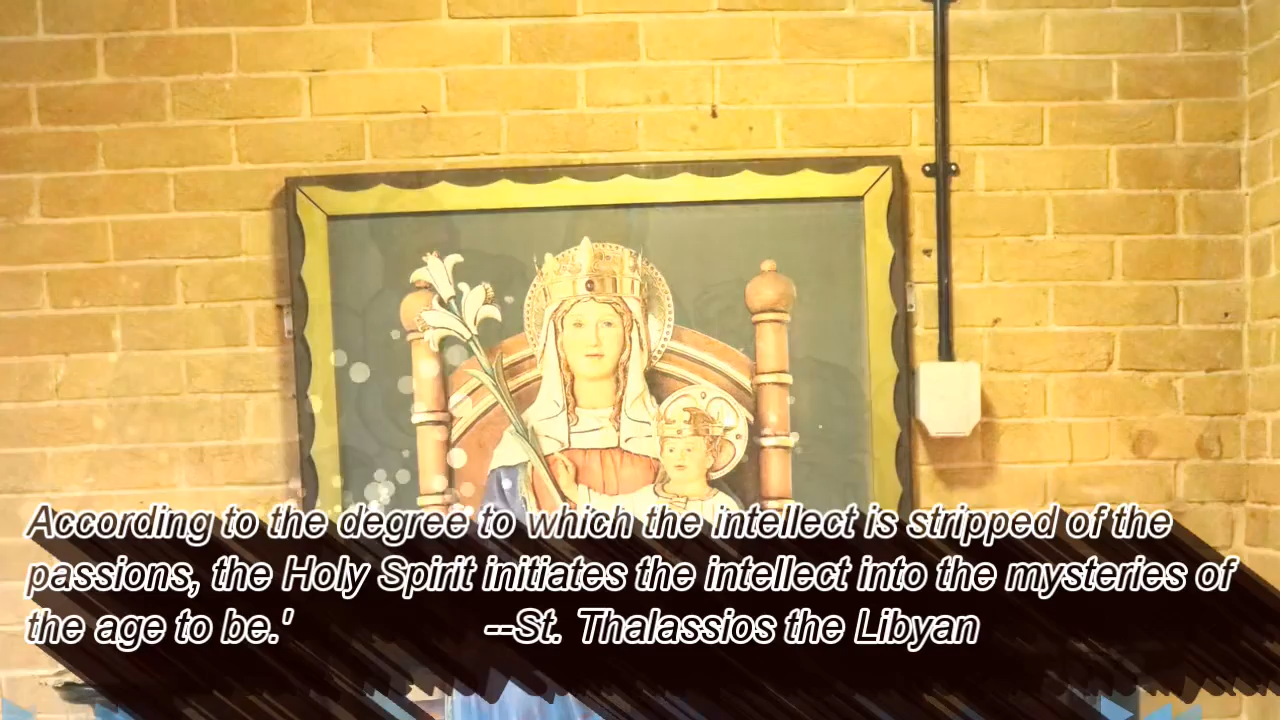 According to the degree to which the intellect is stripped of the
passions, the Holy Spirit initiates the intellect into the mysteries of
the age to be.' --St. Thalassios the Libyan